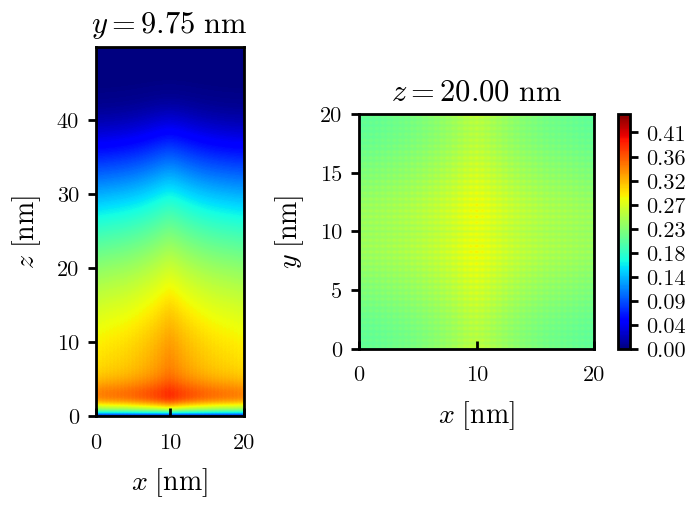 y = 9.75 nm
40
30
20
10
0
z [nm]
0 10 20
x [nm]
z = 20.00 nm
20
15
10
5
0
y [nm]
0 10 20
x [nm]
0.41
0.36
0.32
0.27
0.23
0.18
0.14
0.09
0.04
0.00